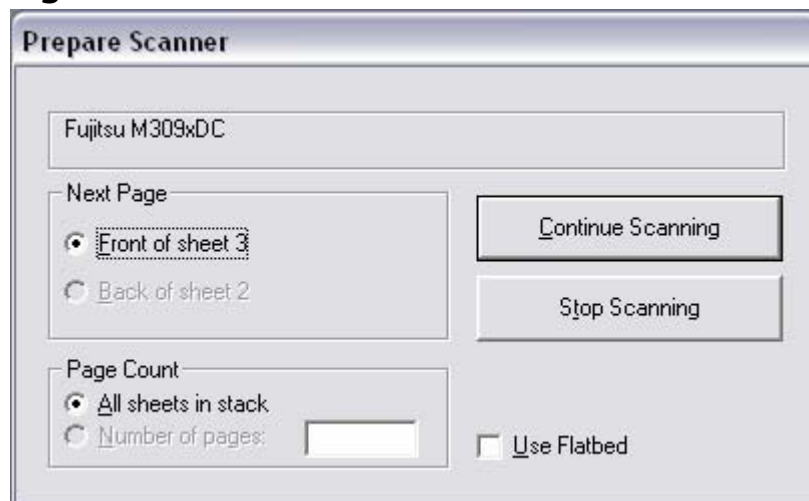 Prepare Scanner
Fujitsu M309xDC
Next Page
Front of sheet 3
Back of sheet 2
Continue Scanning
Stop Scanning
Page Count
All sheets in stack
Number of pages:
Use Flatbed